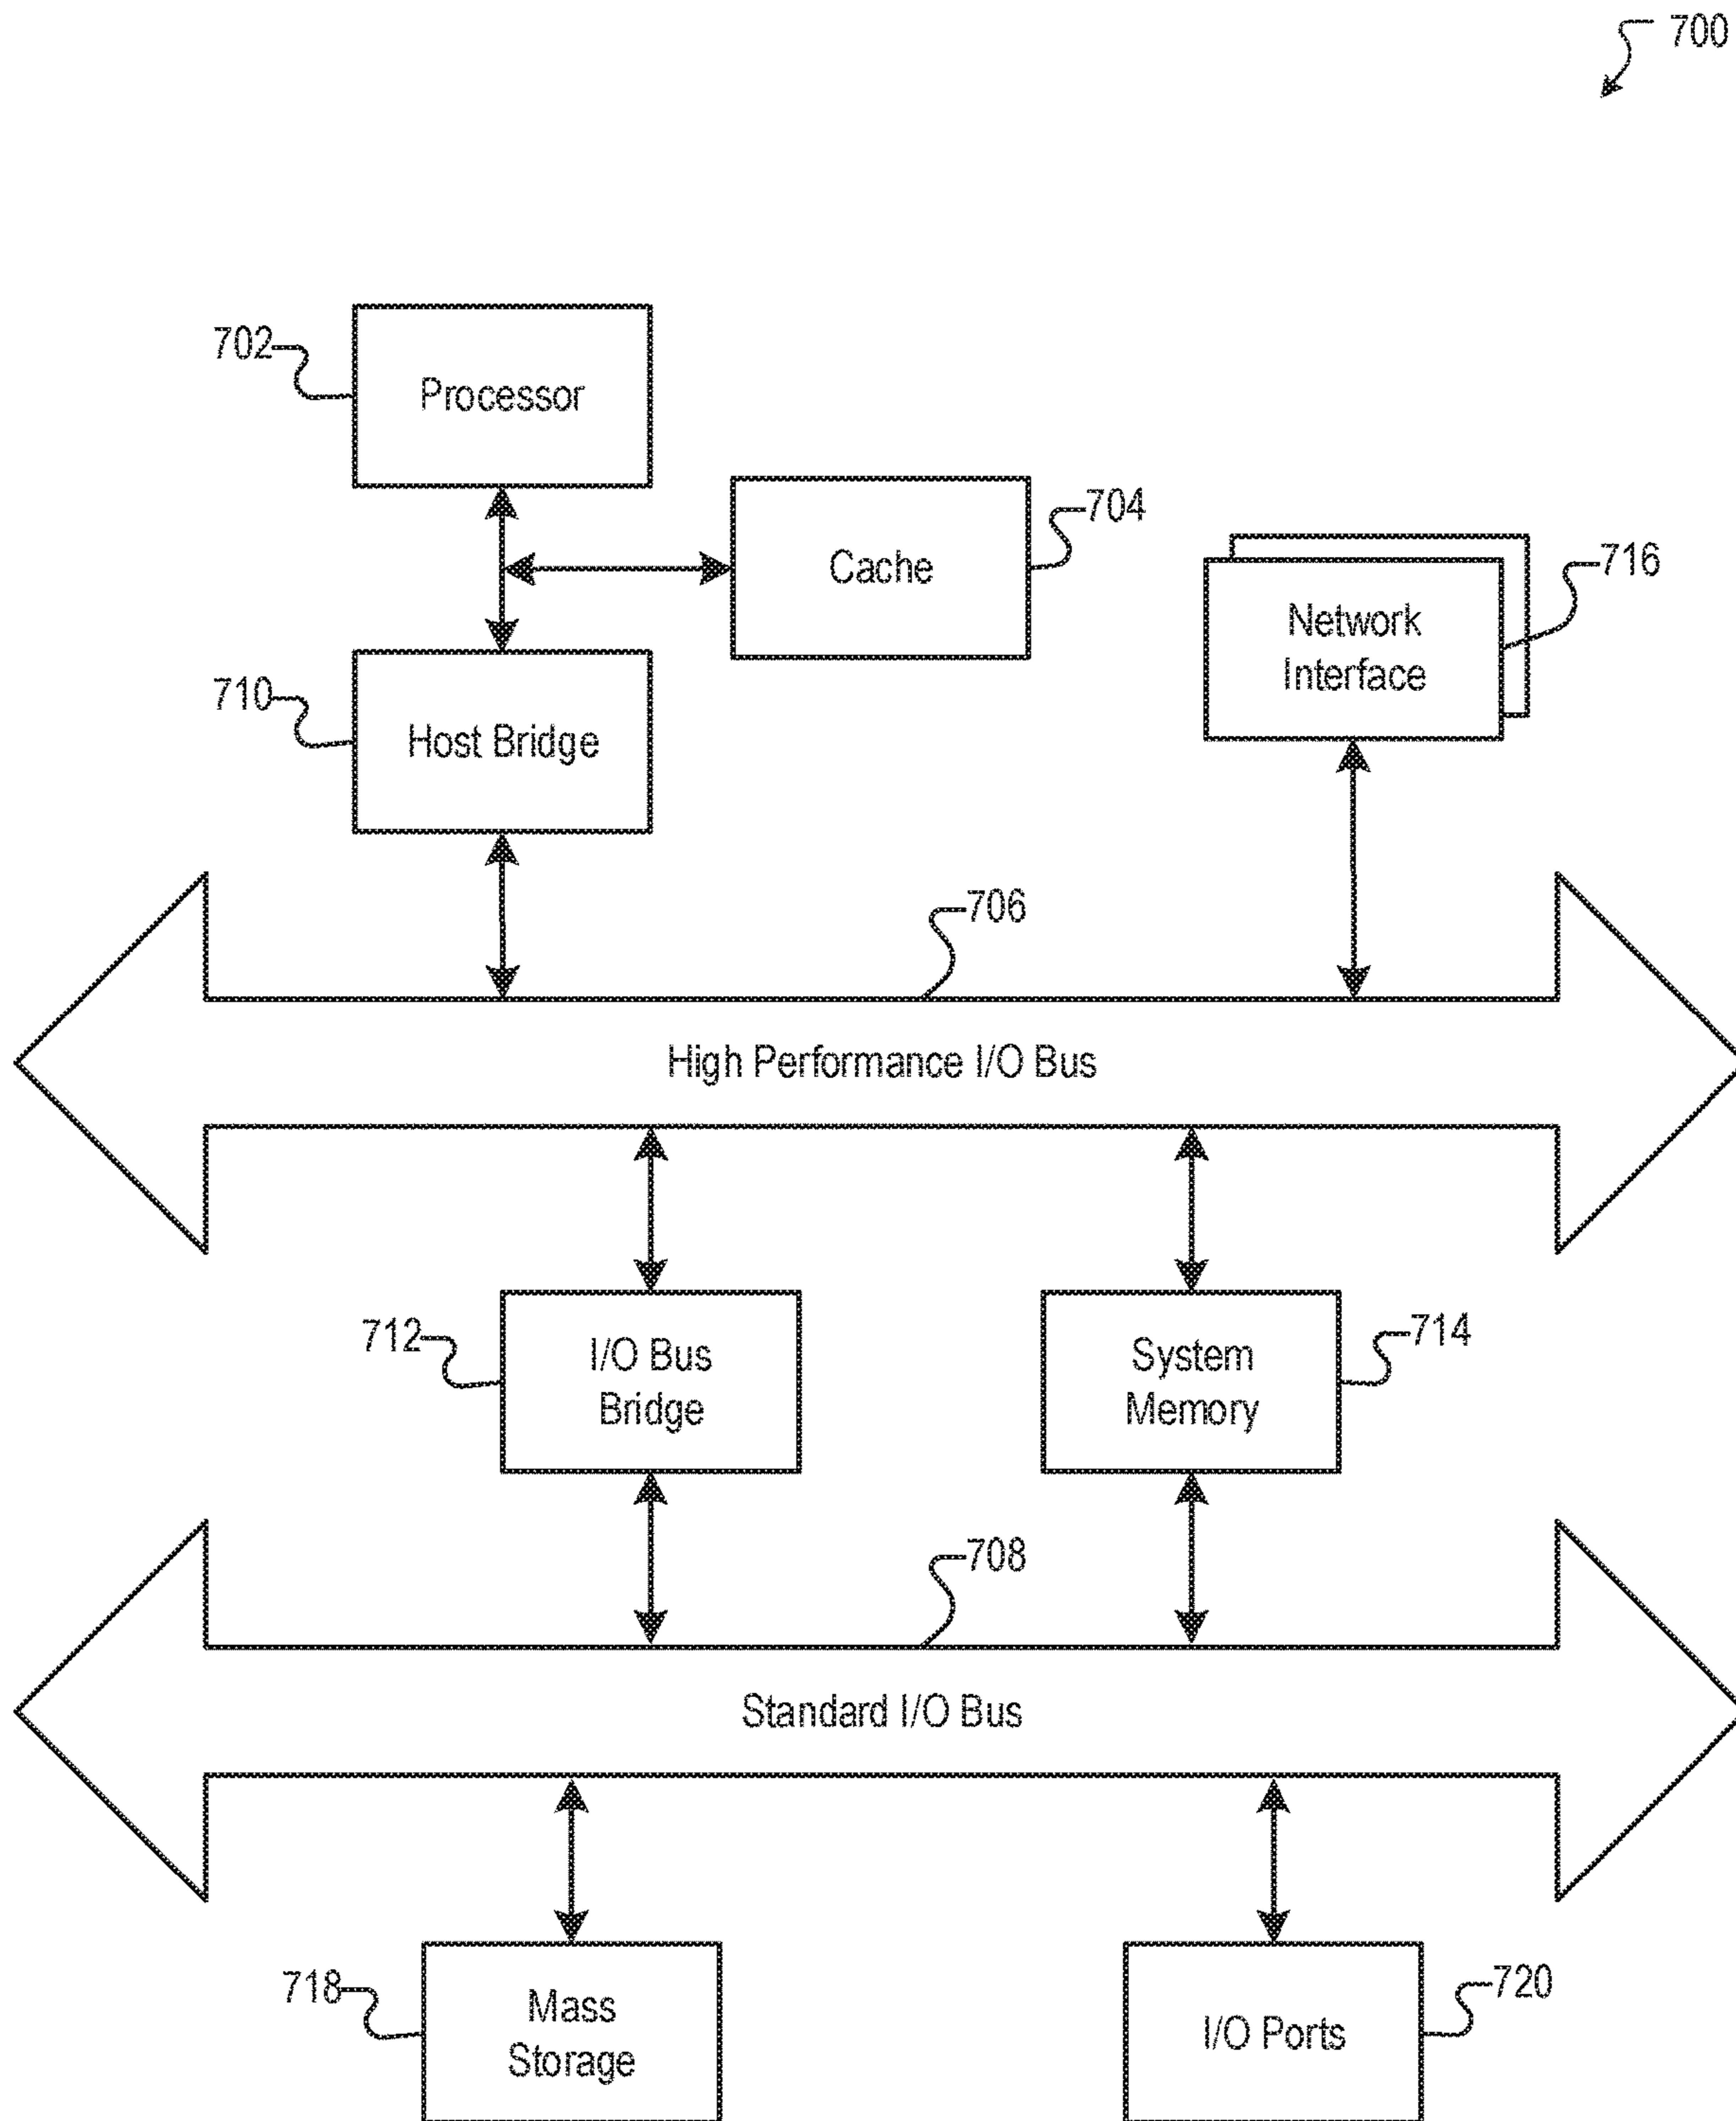 700
702
Processor
704
Cache
716
Network
Interface
710
Host Bridge
706
High Performance I/O Bus
712
I/O Bus
Bridge
System
Memory
714
708
Standard I/O Bus
718
Mass
Storage
I/O Ports
720